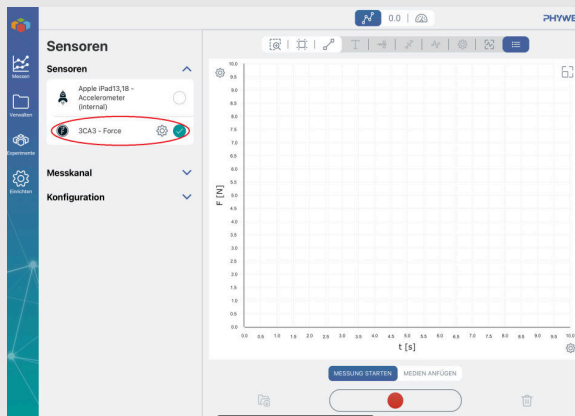 0.0
PHYWE
Sensoren
Messen
Verwalten
Experimente
Einrichten
Sensoren
Apple iPad13,18 -
Accelerometer
(internal)
3CA3 - Force
Messkanal
Konfiguration
T
10.0
9.5
9.0
8.5
8.0
7.5
7.0
6.5
6.0
5.5
5.0
4.5
4.0
3.5
3.0
2.5
2.0
1.5
1.0
0.5
0.0
F [N]
0.0 0.5 1.0 1.5 2.0 2.5 3.0 3.5 4.0 4.5 5.0 5.5 6.0 6.5 7.0 7.5 8.0 8.5 9.0 9.5 10.0
t [s]
MESSUNG STARTEN
MEDIEN ANFÜGEN